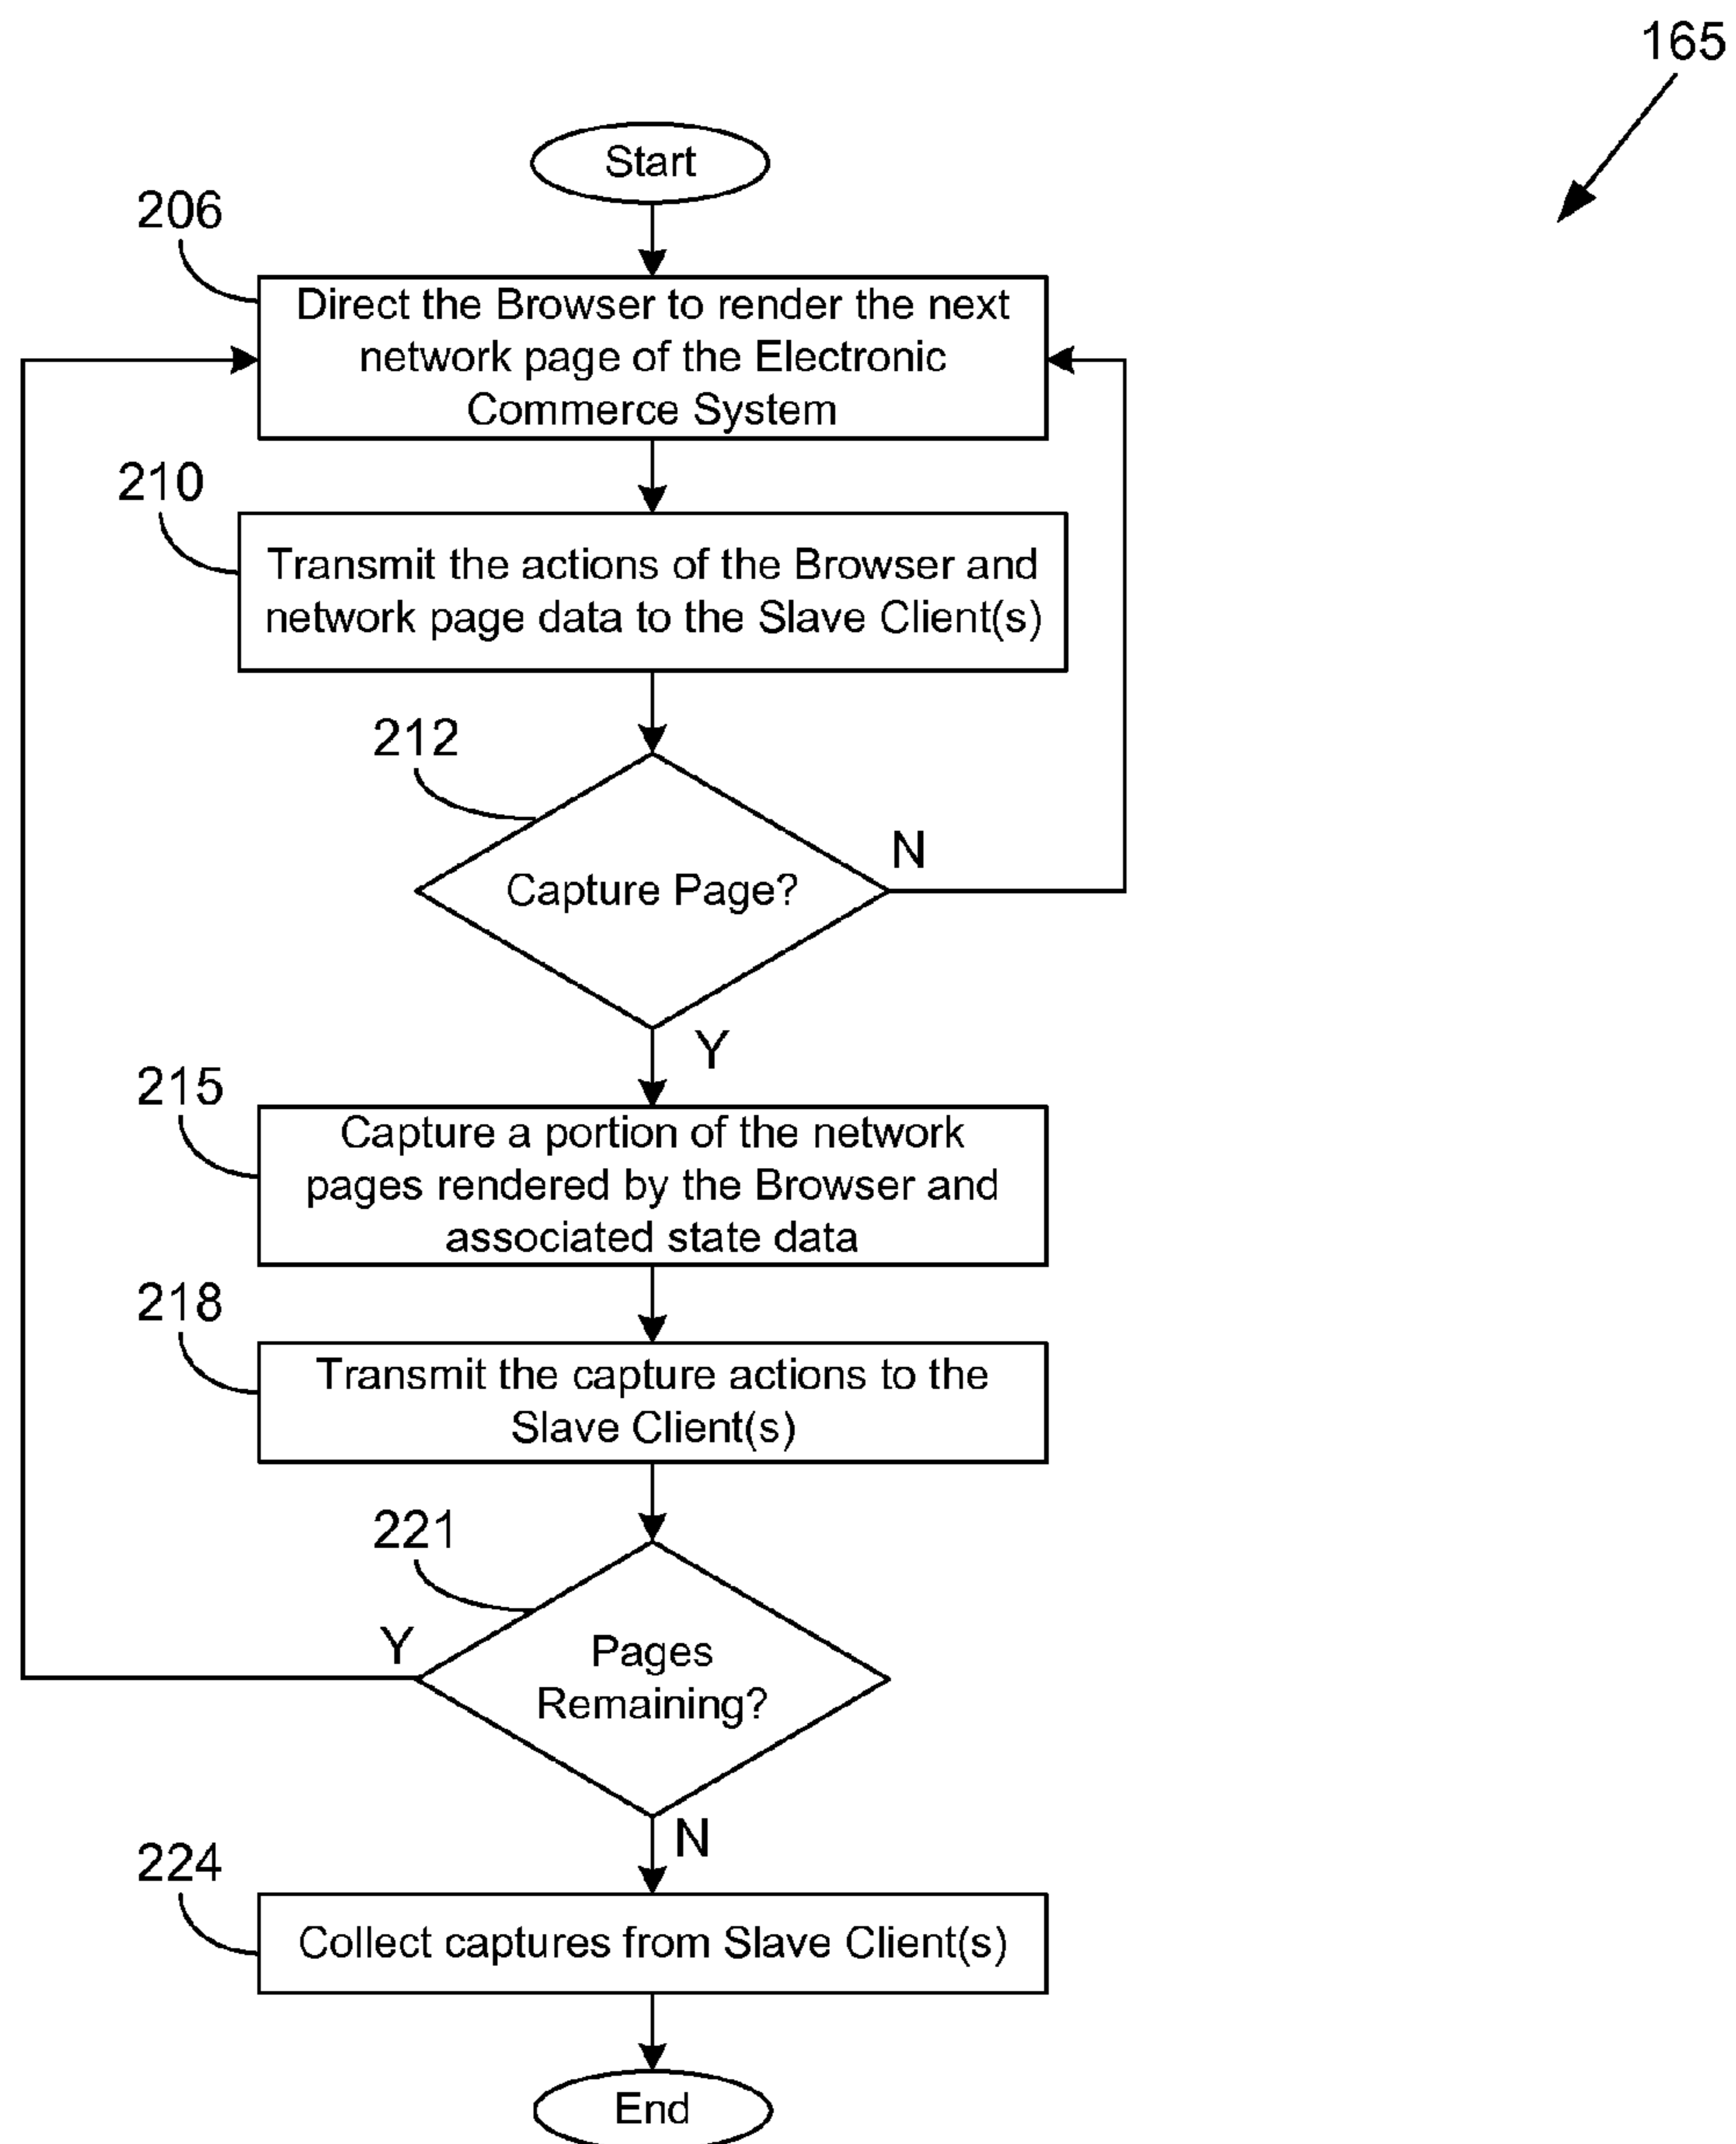 165
Start
206
Direct the Browser to render the next
network page of the Electronic
Commerce System
210
Transmit the actions of the Browser and
network page data to the Slave Client(s)
212
Capture Page?
N
Y
215
Capture a portion of the network
pages rendered by the Browser and
associated state data
218
Transmit the capture actions to the
Slave Client(s)
221
Y
Pages
Remaining?
N
224
Collect captures from Slave Client(s)
End